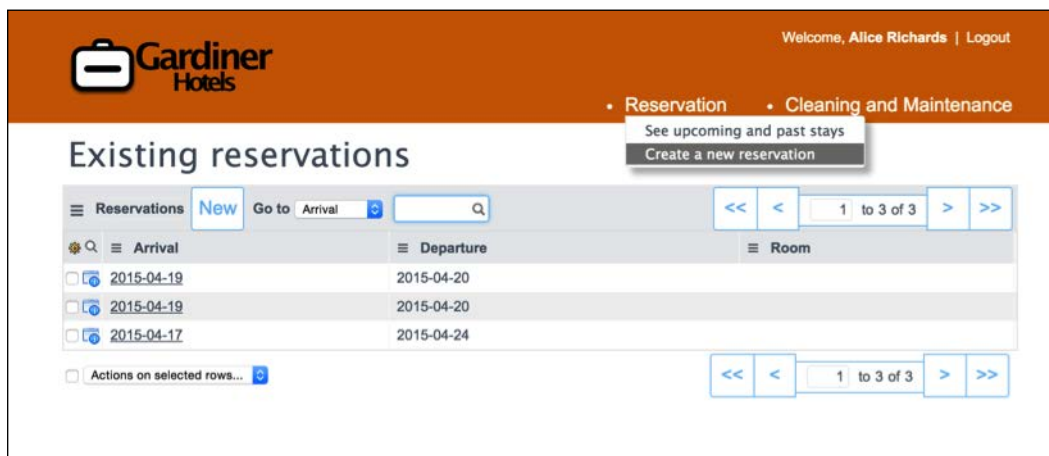 Gardiner
Hotels
Welcome, Alice Richards | Logout
• Reservation • Cleaning and Maintenance
See upcoming and past stays
Create a new reservation
Existing reservations
Reservations New Go to Arrival << < 1 to 3 of 3 > >>
Arrival Departure Room
2015-04-19 2015-04-20
2015-04-19 2015-04-20
2015-04-17 2015-04-24
Actions on selected rows... << < 1 to 3 of 3 > >>